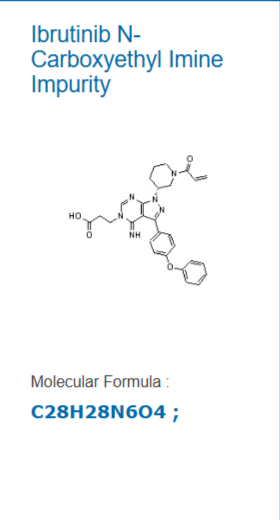 Ibrutinib N-
Carboxyethyl Imine
Impurity
O
N
N
N
N
HO
N
O
NH
O
Molecular Formula :
C28H28N6O4 ;